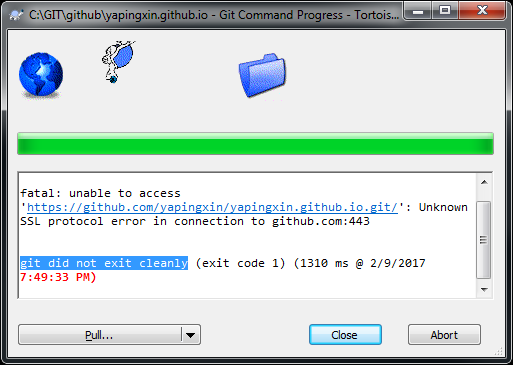 C:\GIT\github\yapingxin.github.io - Git Command Progress - Tortois...
fatal: unable to access
'https://github.com/yapingxin/yapingxin.github.io.git/': Unknown
SSL protocol error in connection to github.com:443
git did not exit cleanly (exit code 1) (1310 ms @ 2/9/2017
7:49:33 PM)
Pull...
Close
Abort